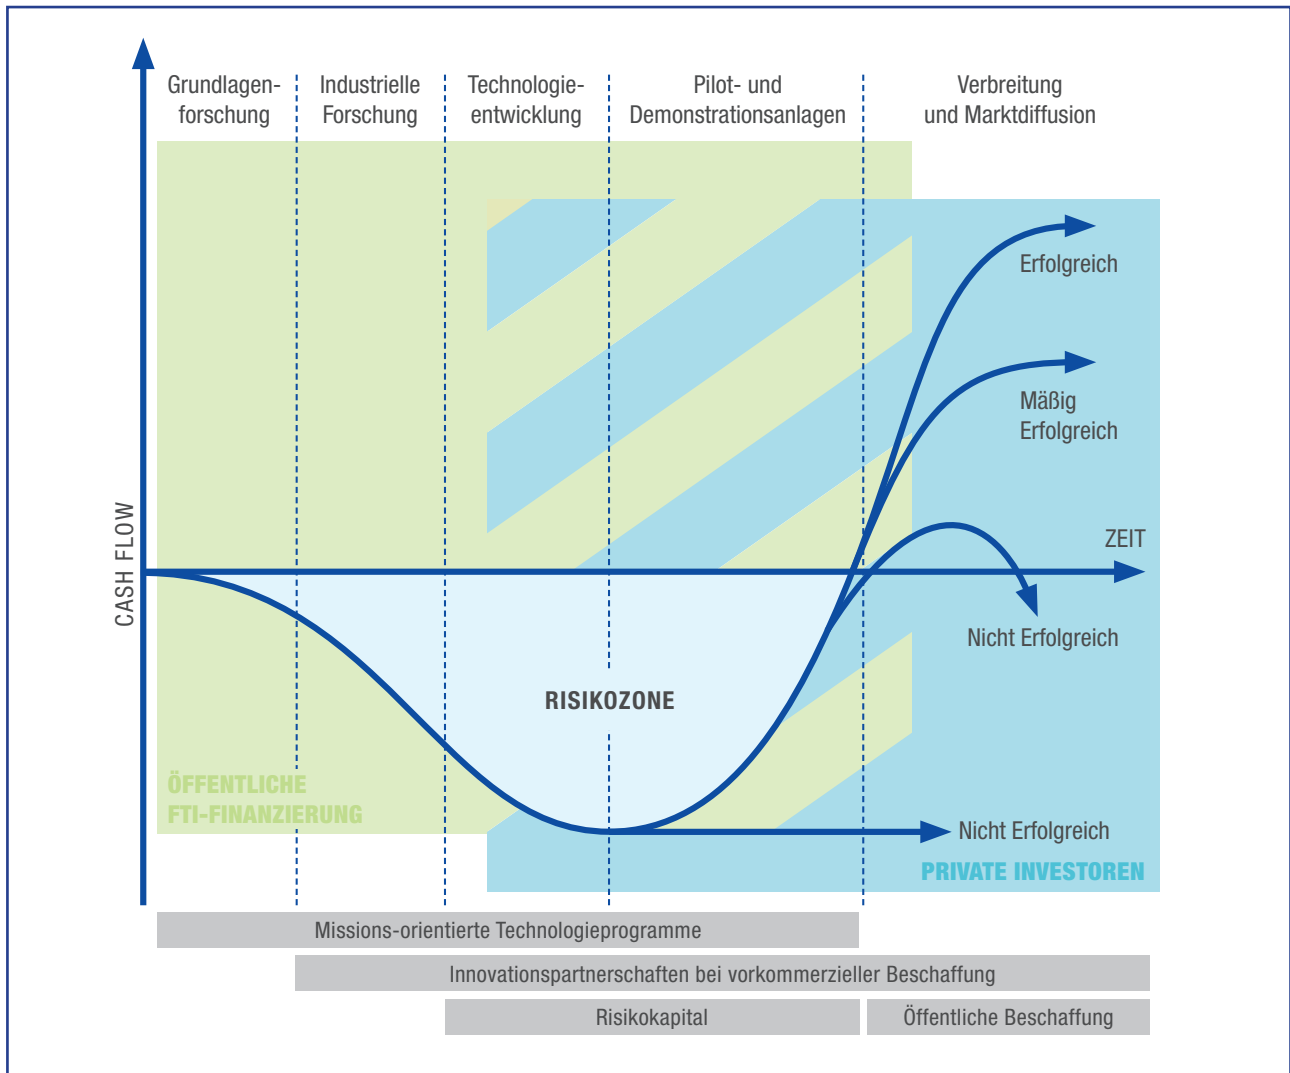 Grundlagen-
forschung
Industrielle
Forschung
Technologie-
entwicklung
Pilot- und
Demonstrationsanlagen
Verbreitung
und Marktdiffusion
Erfolgreich
Mäßig
Erfolgreich
ZEIT
CASH FLOW
Nicht Erfolgreich
RISIKOZONE
ÖFFENTLICHE
FTI-FINANZIERUNG
Nicht Erfolgreich
PRIVATE INVESTOREN
Missions-orientierte Technologieprogramme
Innovationspartnerschaften bei vorkommerzieller Beschaffung
Risikokapital
Öffentliche Beschaffung